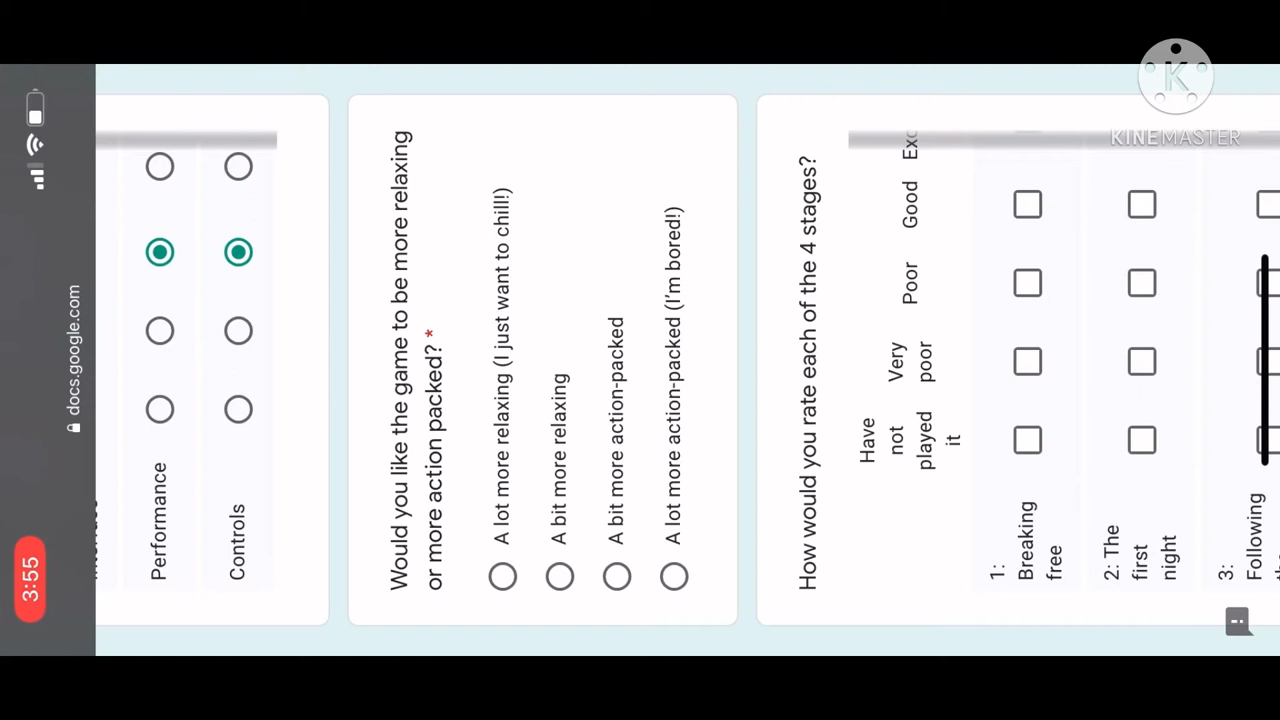 3:55
docs.google.com
Performance
Controls
Would you like the game to be more relaxing
or more action packed? *
A lot more relaxing (I just want to chill!)
A bit more relaxing
A bit more action-packed
A lot more action-packed (I'm bored!)
How would you rate each of the 4 stages?
Have
not
played
it
Very
poor
Poor
Good
1:
Breaking
free
2: The
first
night
3:
Following
KINEMASTER